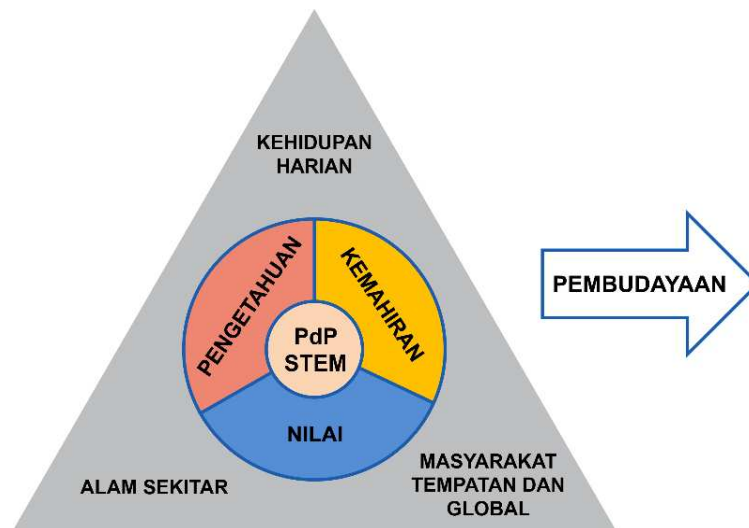 KEHIDUPAN
HARIAN
PENGETAHUAN
KEMAHIRAN
PdP
STEM
NILAI
ALAM SEKITAR
MASYARAKAT
TEMPATAN DAN
GLOBAL
PEMBUDAYAAN